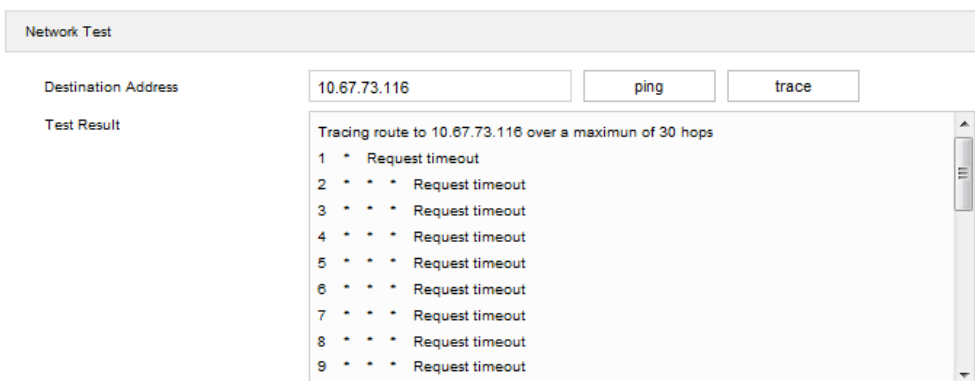 Network Test
Destination Address 10.67.73.116 ping trace
Test Result
Tracing route to 10.67.73.116 over a maximun of 30 hops
1 * Request timeout
2 * * * Request timeout
3 * * * Request timeout
4 * * * Request timeout
5 * * * Request timeout
6 * * * Request timeout
7 * * * Request timeout
8 * * * Request timeout
9 * * * Request timeout